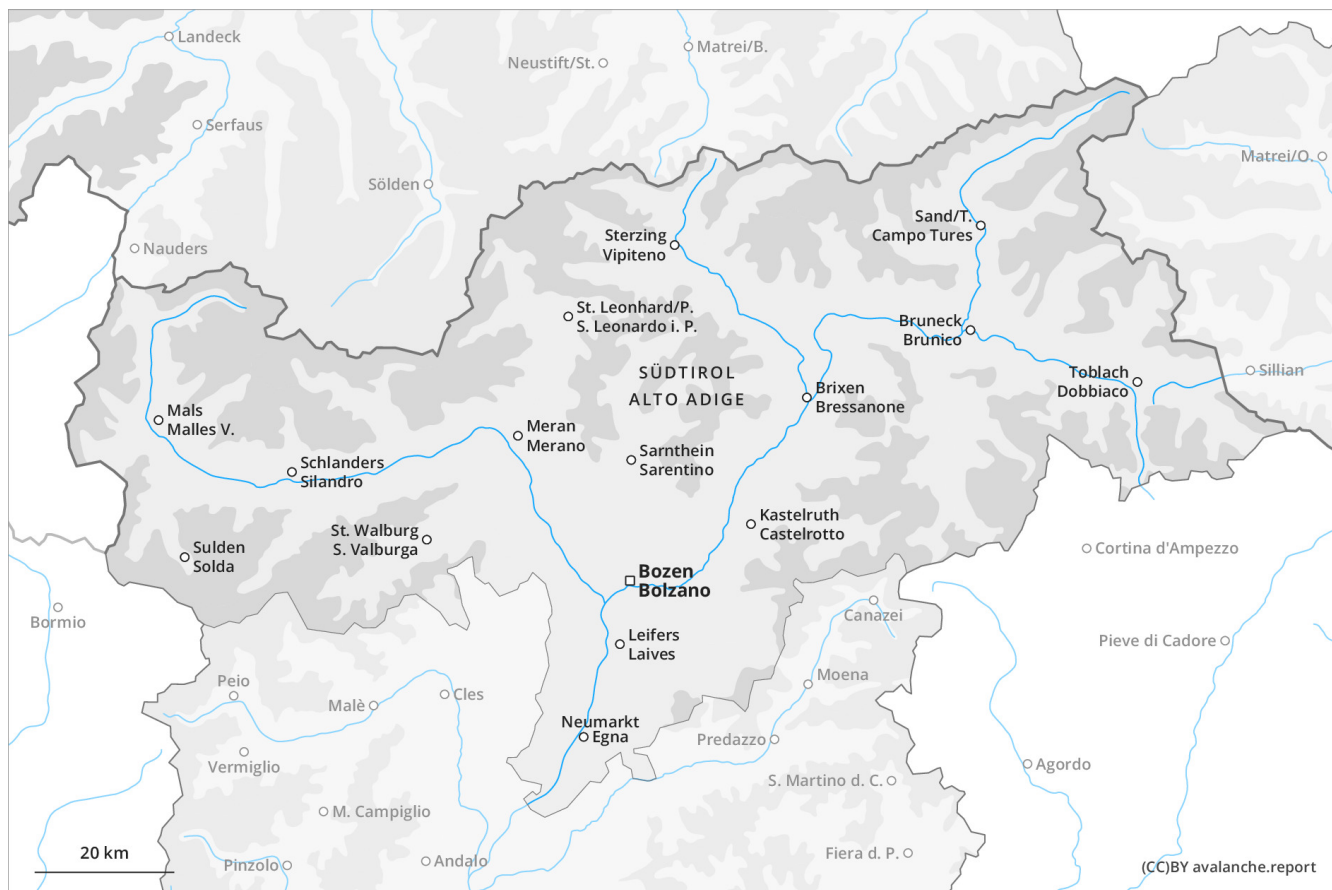 Landeck
Matrei/B.
Neustift/St.
Serfaus
Matrei/O.
Sölden
Sand/T.
Campo Tures
Sterzing
Vipiteno
Nauders
St. Leonhard/P.
S. Leonardo i. P.
Bruneck
Brunico
SÜDTIROL
ALTO ADIGE
Toblach
Dobbiaco
Sillian
Brixen
Bressanone
Mals
Malles V.
Meran
Merano
Schlanders
Silandro
Sarnthein
Sarentino
Kastelruth
Castelrotto
St. Walburg
S. Valburga
Sulden
Solda
Cortina d'Ampezzo
Bozen
Bolzano
Bormio
Canazei
Leifers
Laives
Pieve di Cadore
Peio
Moena
Cles
Malè
Neumarkt
Egna
Predazzo
Vermiglio
Agordo
S. Martino d. C.
M. Campiglio
20 km
Pinzolo
Andalo
Fiera d. P.
(CC)BY avalanche.report